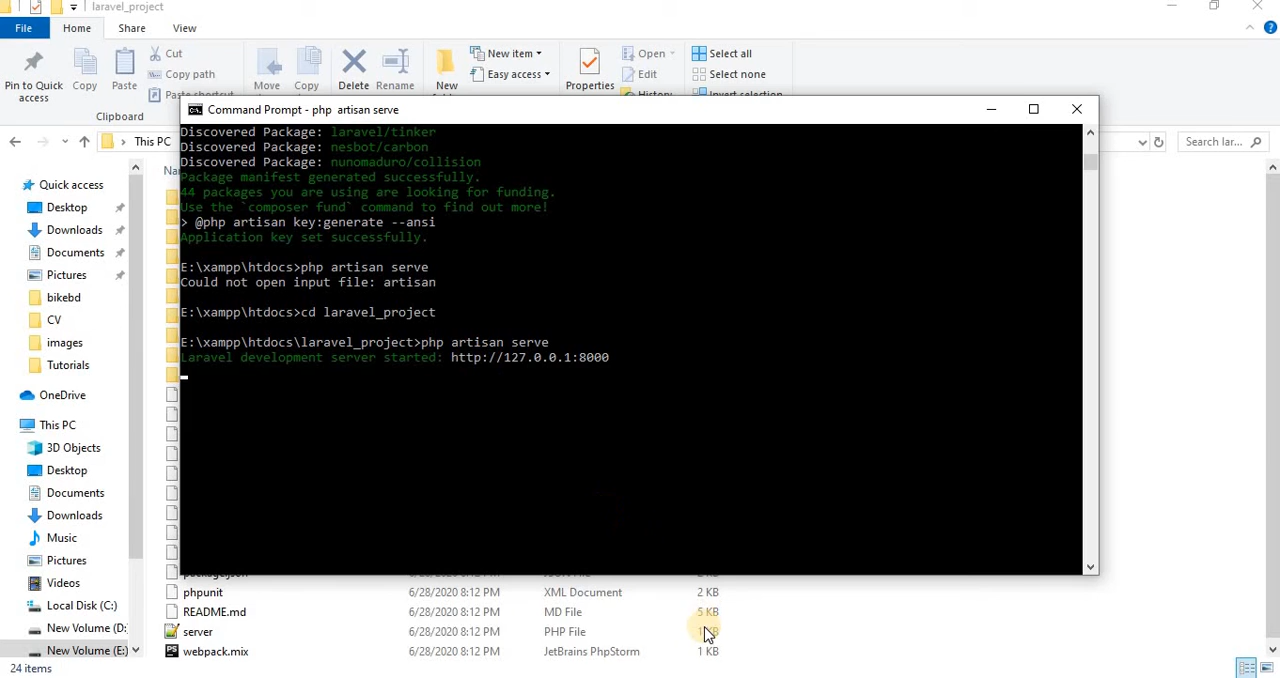 laravel_project
File
Home
Share
View
Pin to Quick access
Copy
Paste
Cut
Copy path
Paste shortcut
Clipboard
Move
Copy
Delete
Rename
New
New item
Easy access
Properties
Open
Edit
History
Select all
Select none
Invert selection
This PC
Search lar...
Command Prompt - php  artisan serve
Discovered Package: laravel/tinker
Discovered Package: nesbot/carbon
Discovered Package: nunomaduro/collision
Package manifest generated successfully.
44 packages you are using are looking for funding.
Use the `composer fund` command to find out more!
> @php artisan key:generate --ansi
Application key set successfully.
E:\xampp\htdocs>php artisan serve
Could not open input file: artisan
E:\xampp\htdocs>cd laravel_project
E:\xampp\htdocs\laravel_project>php artisan serve
Laravel development server started: http://127.0.0.1:8000
Quick access
Desktop
Downloads
Documents
Pictures
bikebd
CV
images
Tutorials
OneDrive
This PC
3D Objects
Desktop
Documents
Downloads
Music
Pictures
Videos
Local Disk (C:)
New Volume (D:
New Volume (E:)
package.json
phpunit 6/28/2020 8:12 PM XML Document 2 KB
README.md 6/28/2020 8:12 PM MD File 5 KB
server 6/28/2020 8:12 PM PHP File 1 KB
webpack.mix 6/28/2020 8:12 PM JetBrains PhpStorm 1 KB
24 items